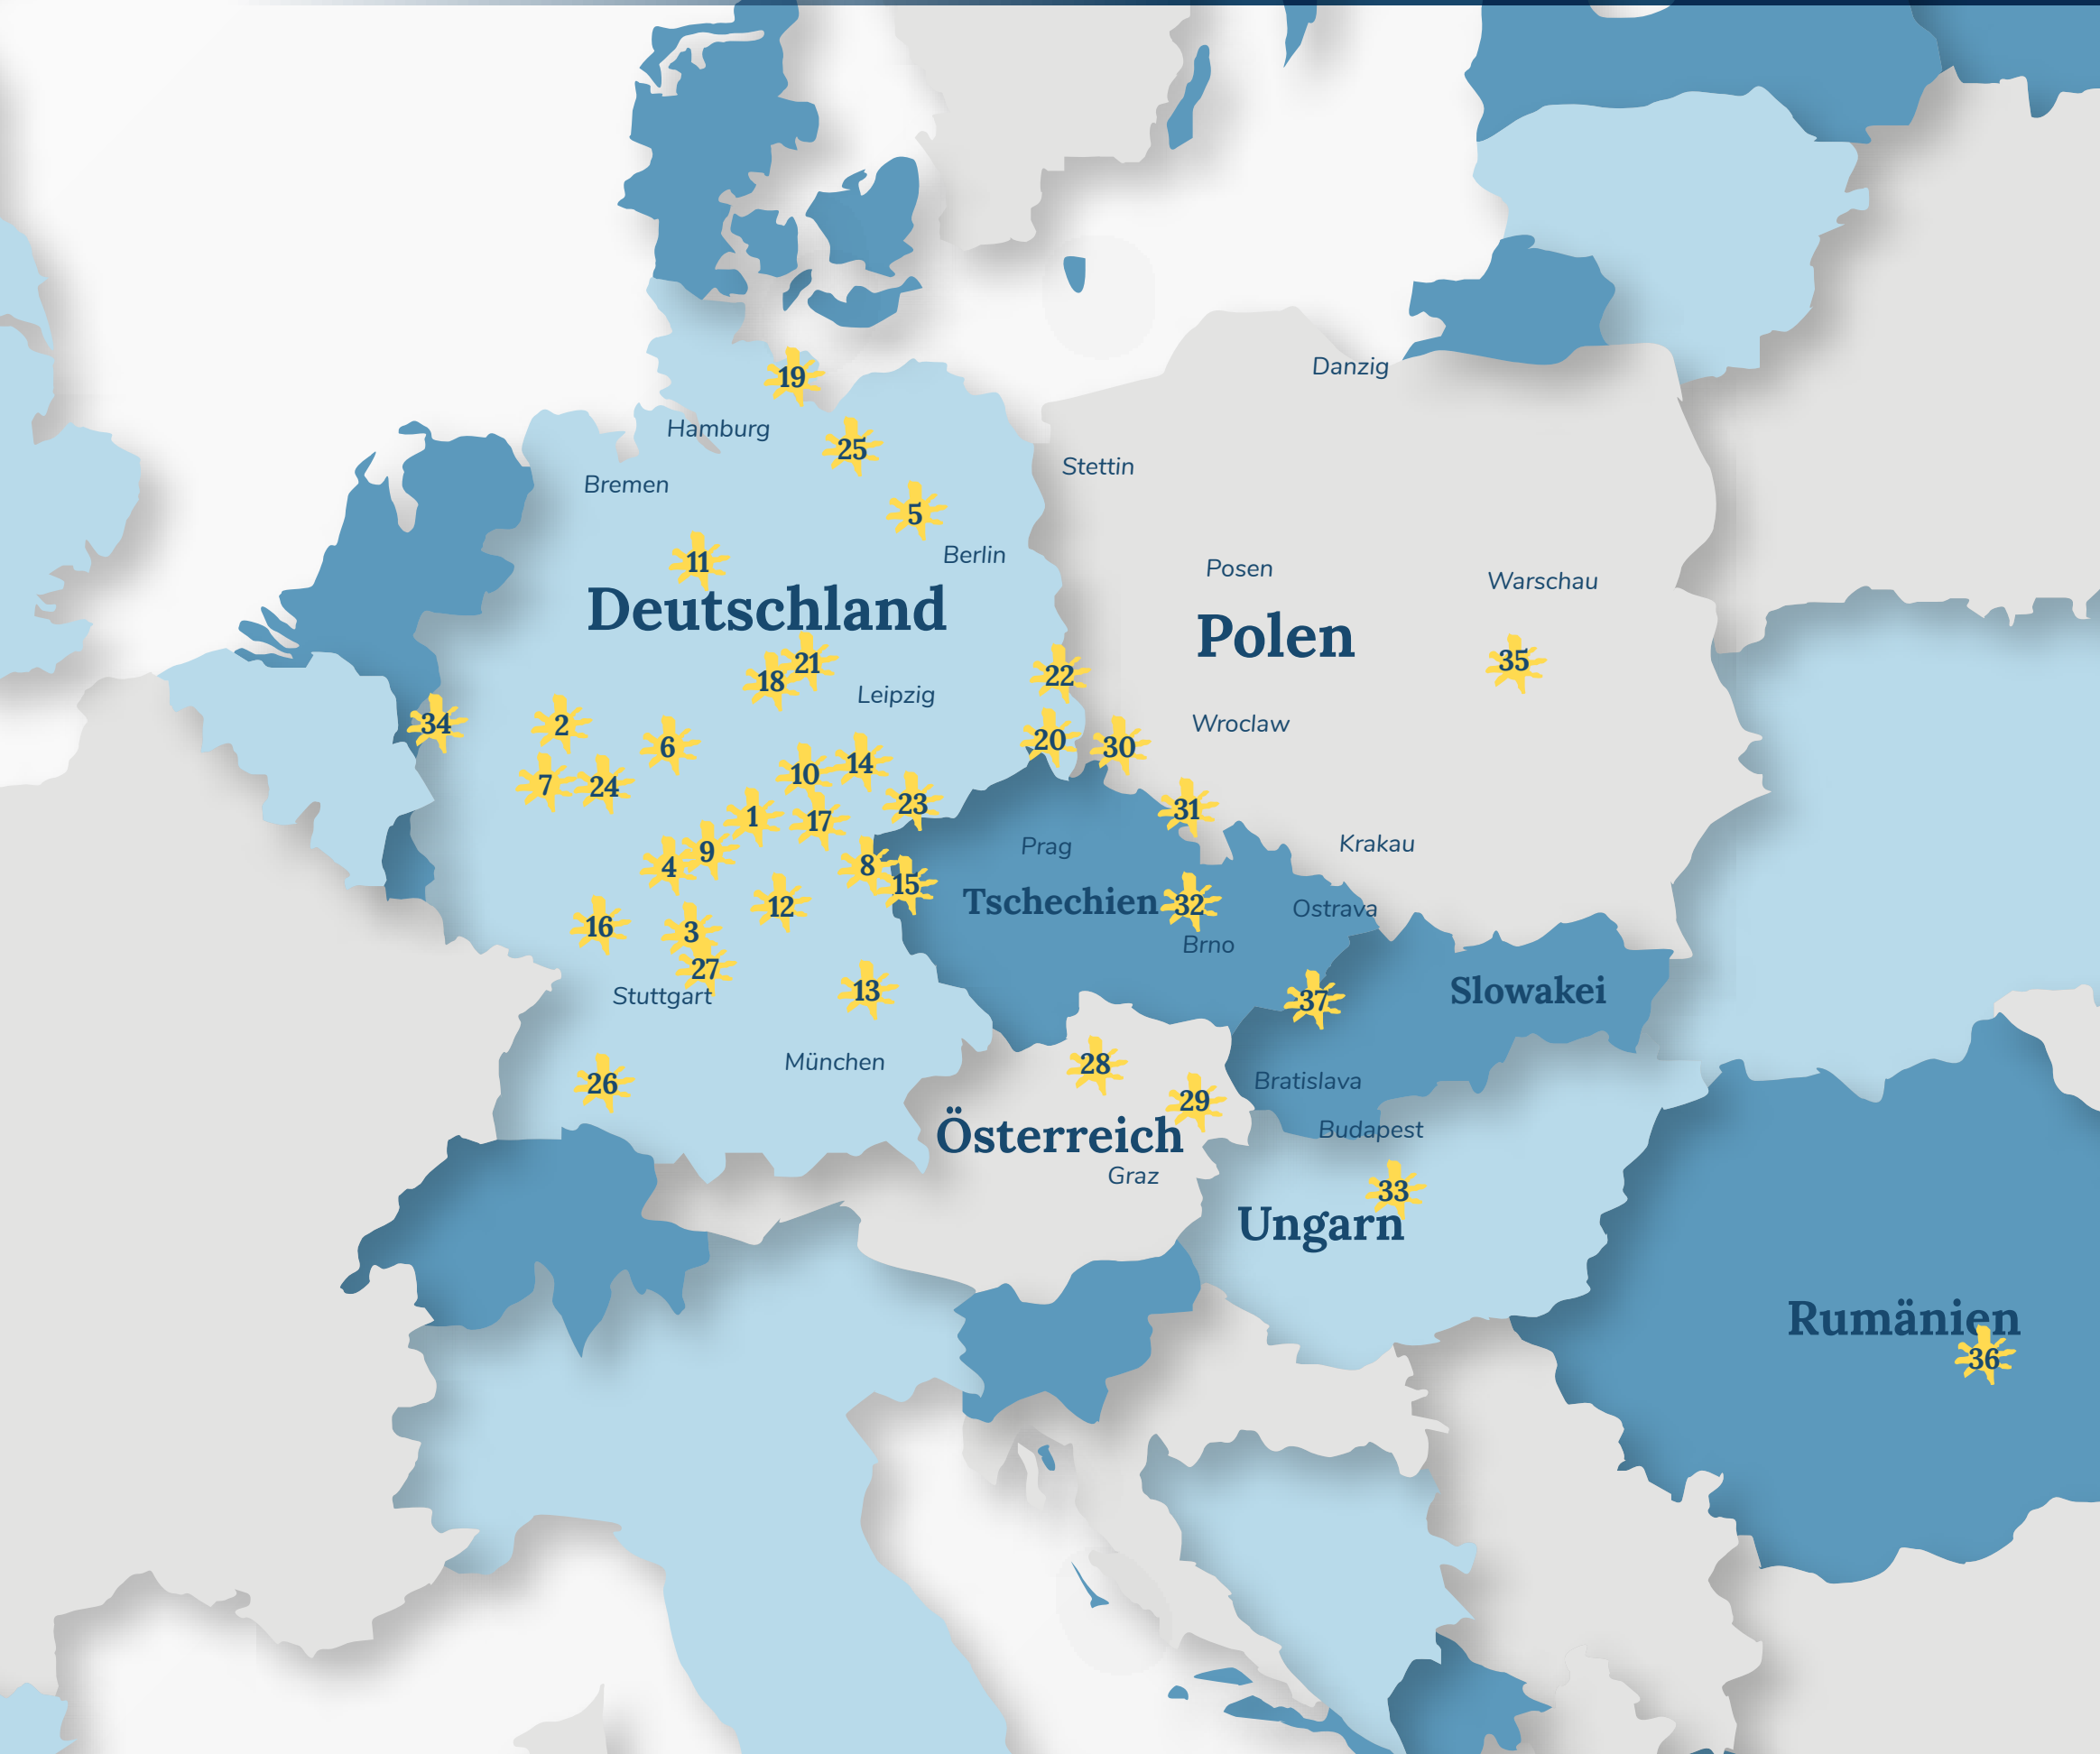 19
Danzig
Hamburg
25
Stettin
Bremen
5
11
Berlin
Posen
Warschau
Deutschland
Polen
21
35
18
22
Leipzig
34
2
Wroclaw
6
20
30
14
10
7
24
23
31
1
17
Prag
Krakau
9
4
8
15
Tschechien
32
12
Ostrava
16
3
Brno
27
13
Slowakei
Stuttgart
37
München
28
26
Bratislava
29
Österreich
Budapest
Graz
33
Ungarn
Rumänien
36